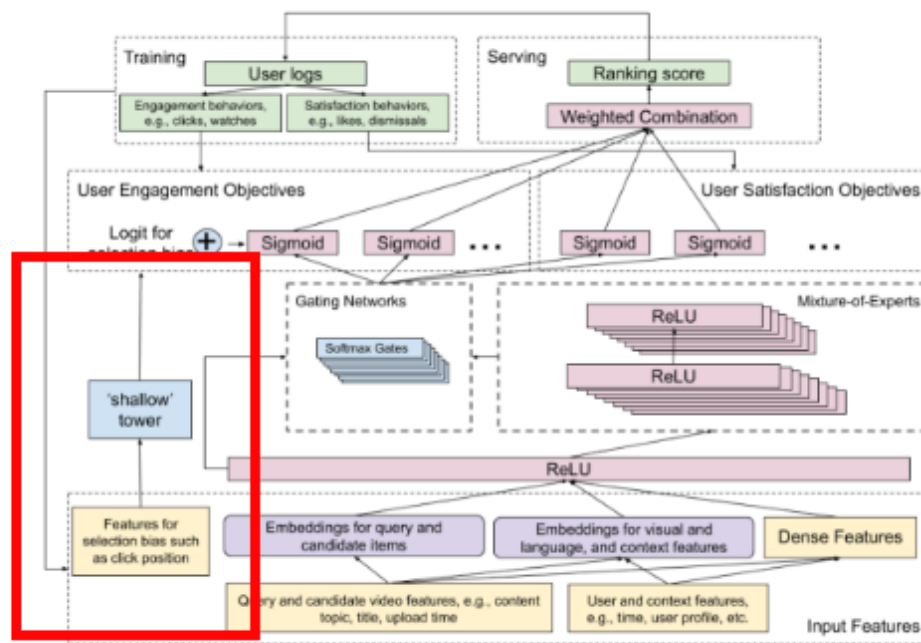 Training
User logs
Engagement behaviors,
e.g., clicks, watches
Satisfaction behaviors,
e.g., likes, dismissals
Serving
Ranking score
Weighted Combination
User Engagement Objectives
Logit for
selection bias
+
Sigmoid
Sigmoid
...
User Satisfaction Objectives
Sigmoid
Sigmoid
...
Gating Networks
Softmax Gates
Mixture-of-Experts
ReLU
ReLU
'shallow'
tower
ReLU
Features for
selection bias such
as click position
Embeddings for query and
candidate items
Embeddings for visual and
language, and context features
Dense Features
Query and candidate video features, e.g., content
topic, title, upload time
User and context features,
e.g., time, user profile, etc.
Input Features